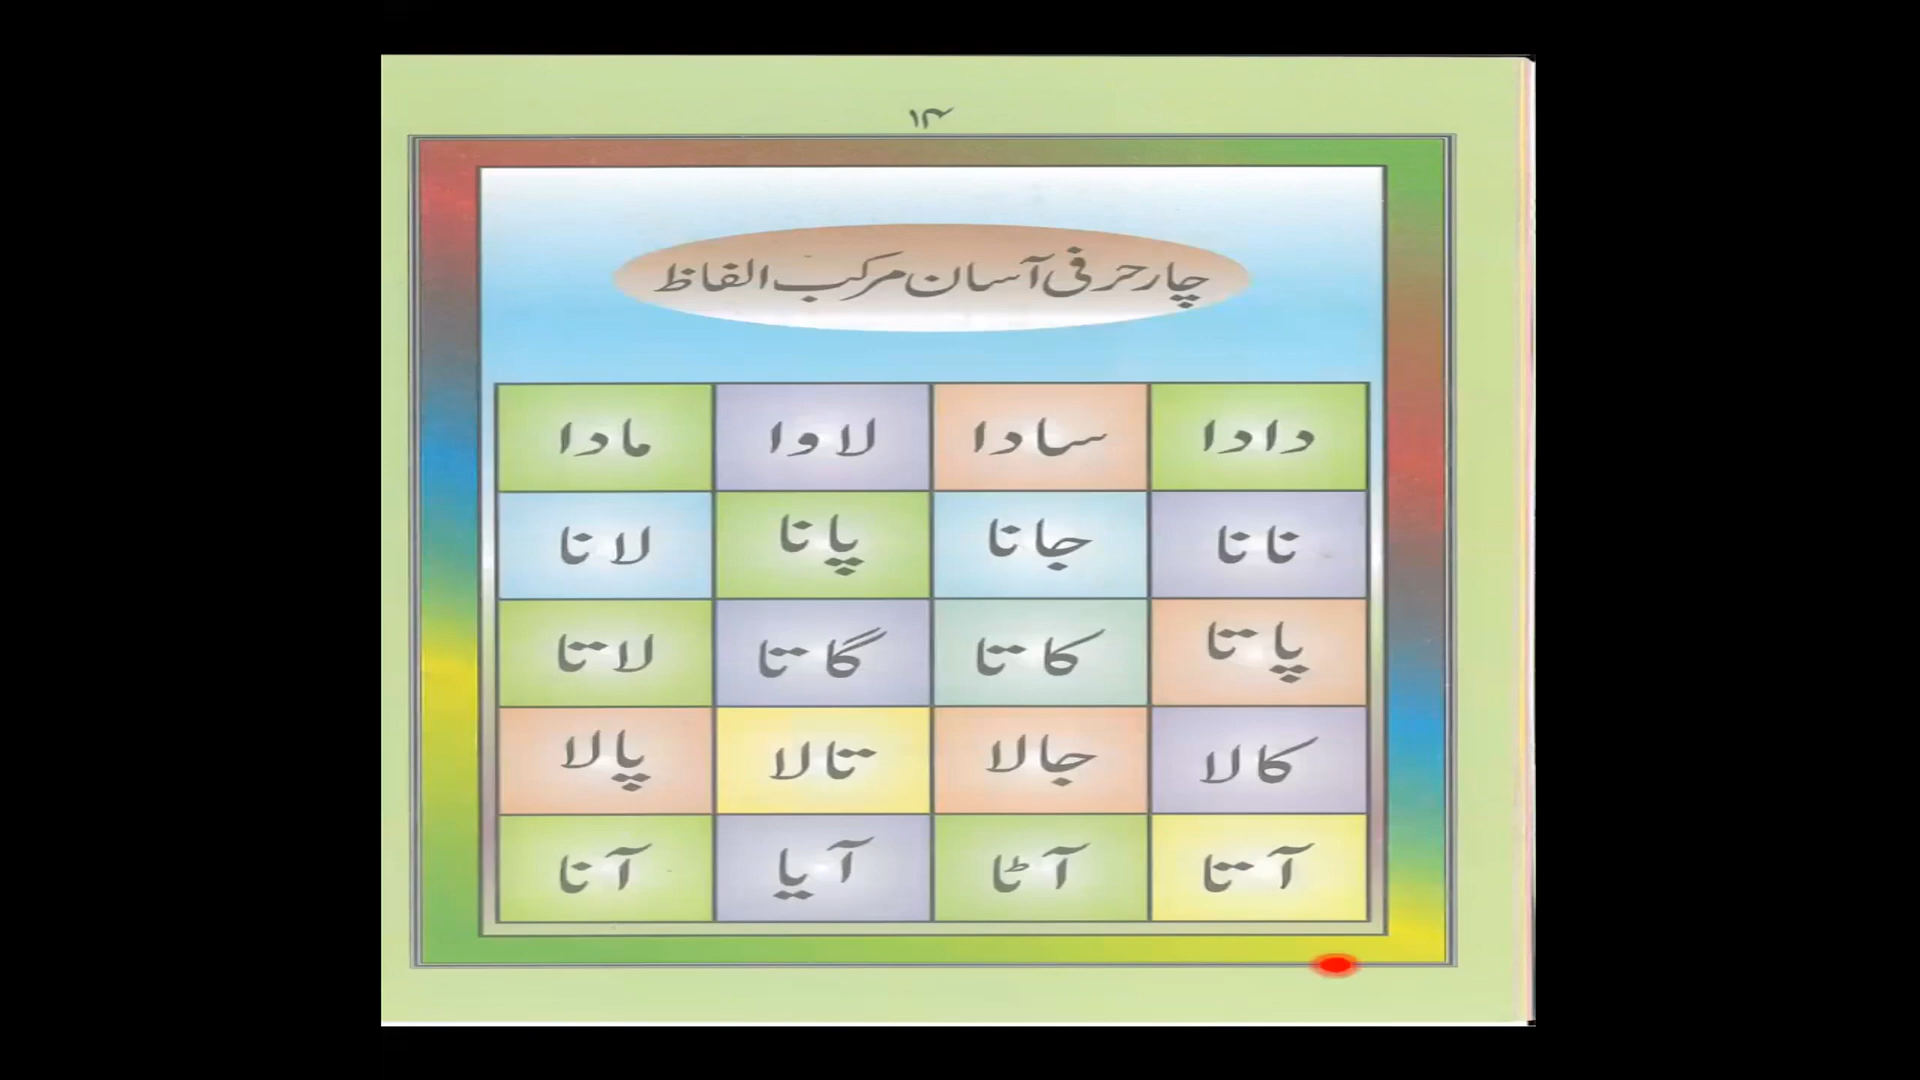 ۱۴
چار حرفی آسان مرکب الفاظ
دادا سادا لاوا مادا
نانا جانا پانا لانا
پاتا کاتا گاتا لاتا
کالا جالا تالا پالا
آتا آٹا آیا آنا